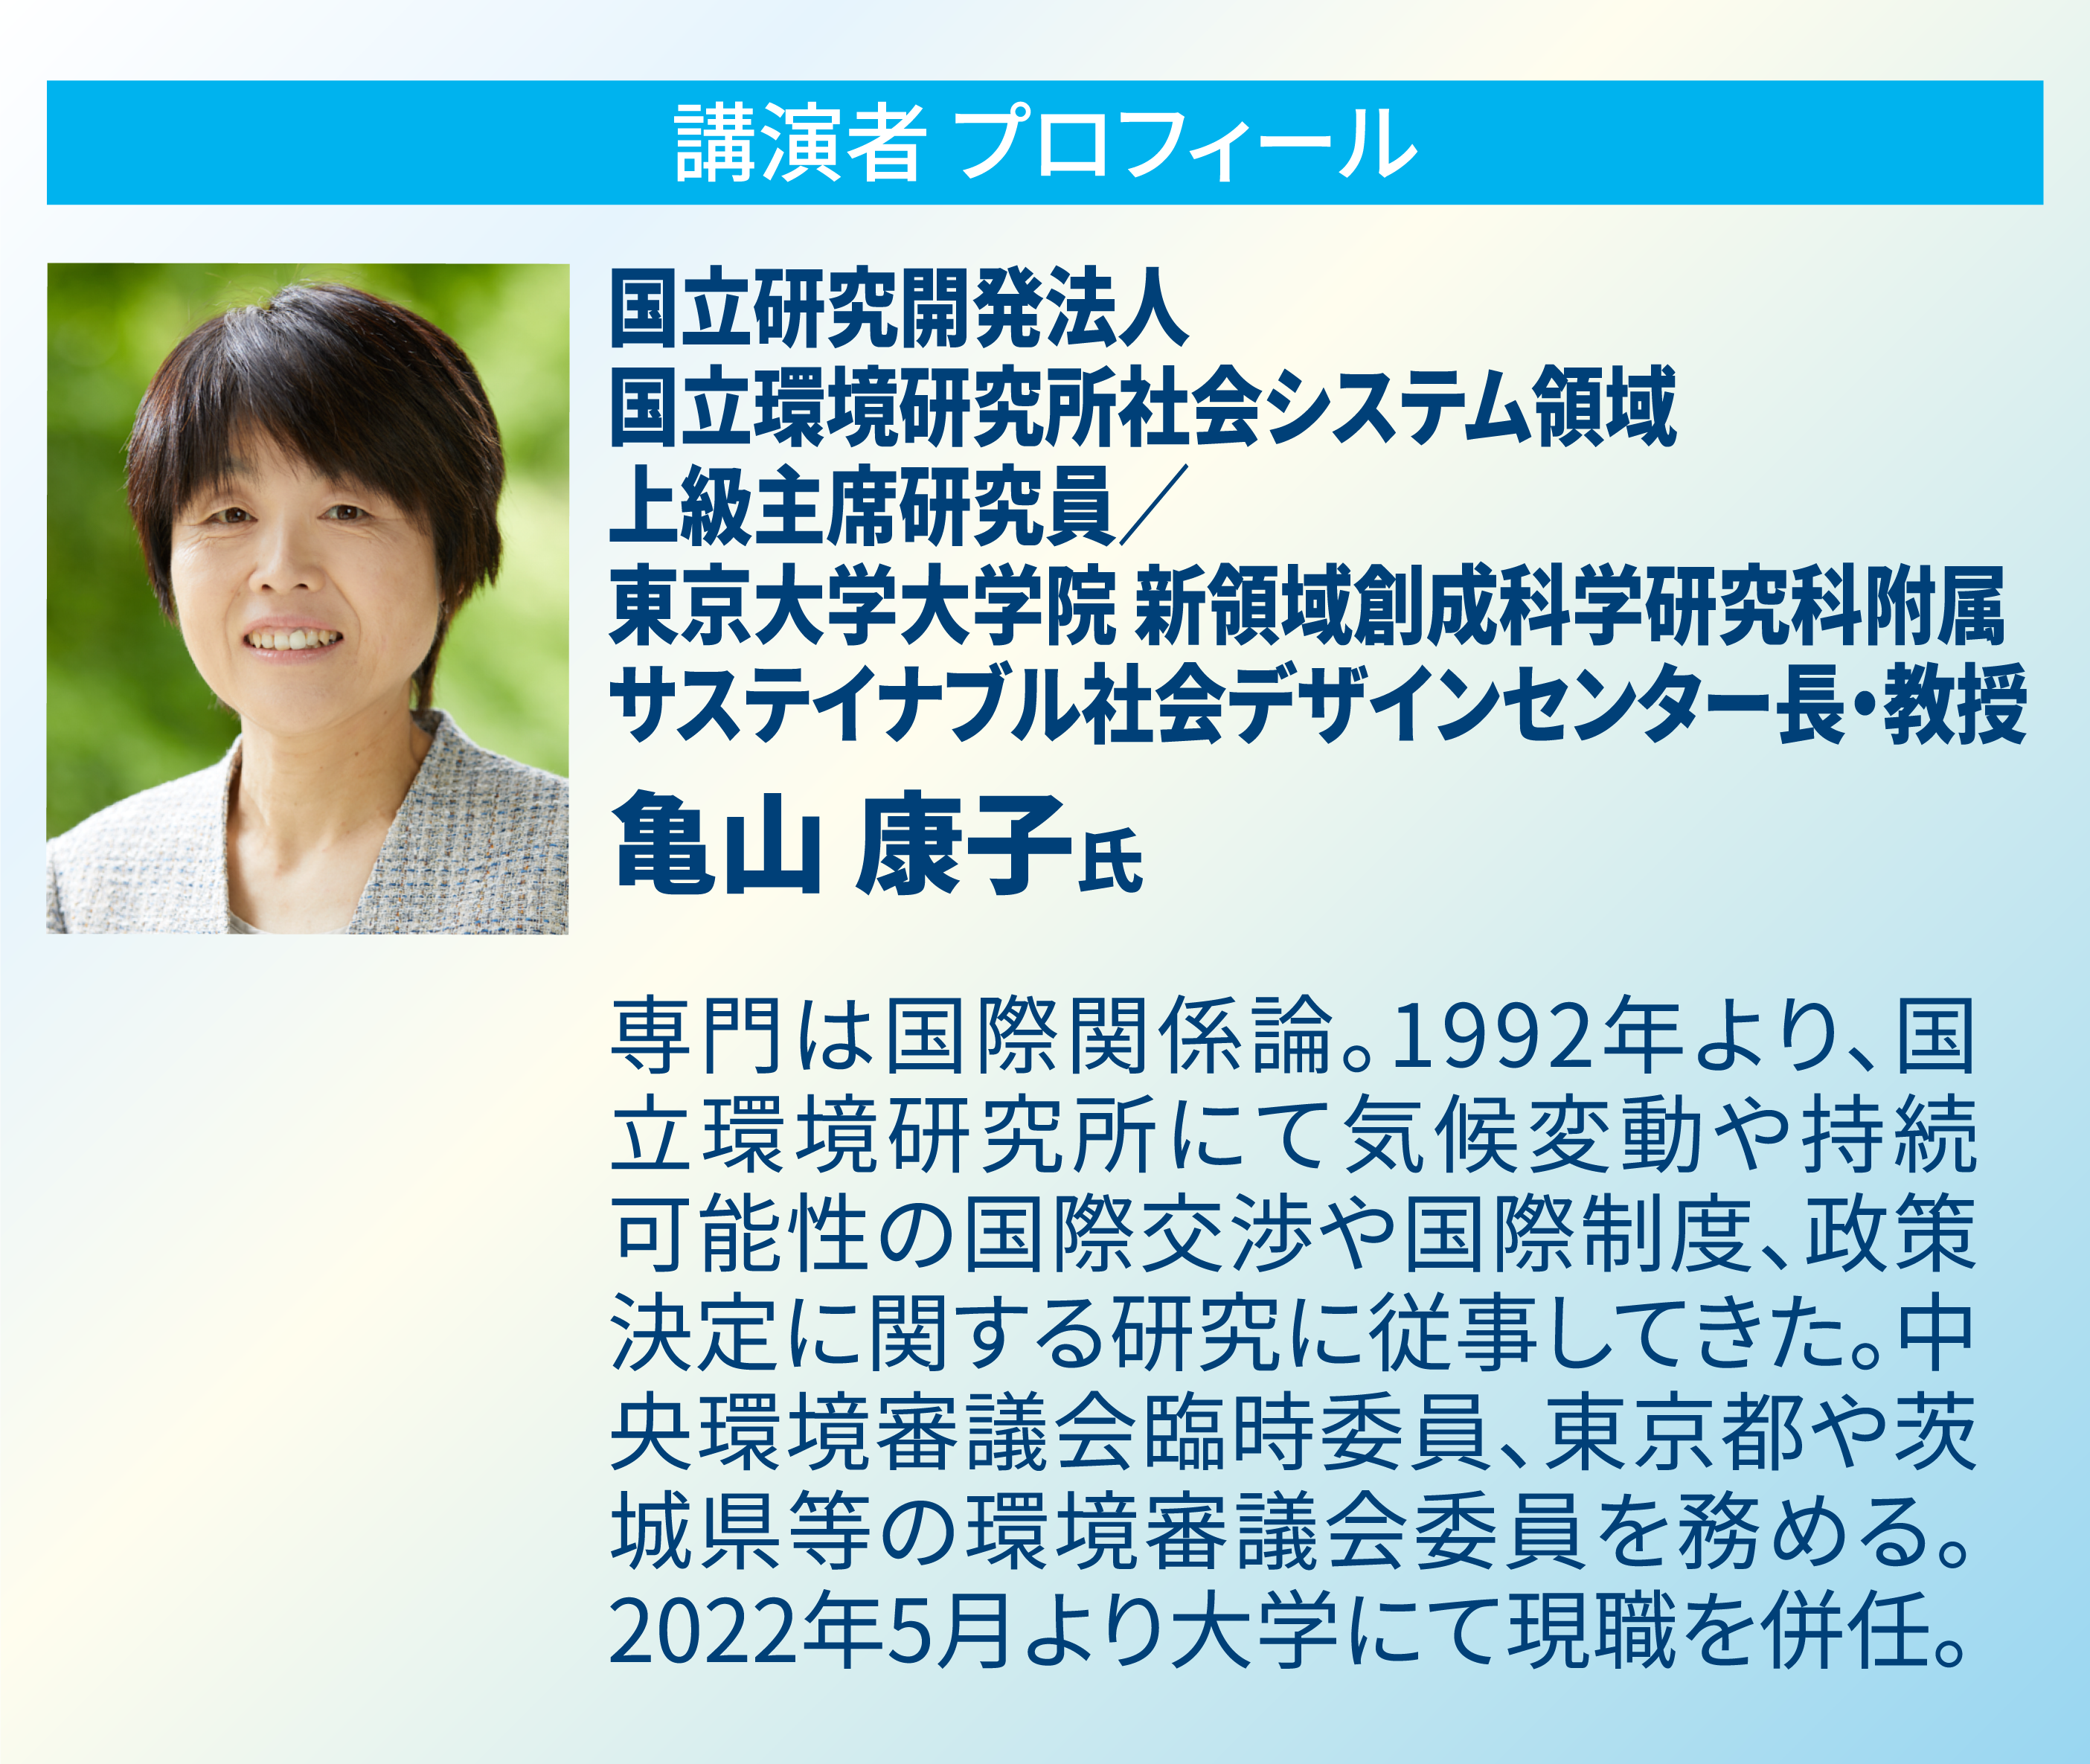 講演者 プロフィール
国立研究開発法人
国立環境研究所社会システム領域
上級主席研究員／
東京大学大学院 新領域創成科学研究科附属
サステイナブル社会デザインセンター長・教授
亀山 康子氏
専門は国際関係論。1992年より、国
立環境研究所にて気候変動や持続
可能性の国際交渉や国際制度、政策
決定に関する研究に従事してきた。中
央環境審議会臨時委員、東京都や茨
城県等の環境審議会委員を務める。
2022年5月より大学にて現職を併任。